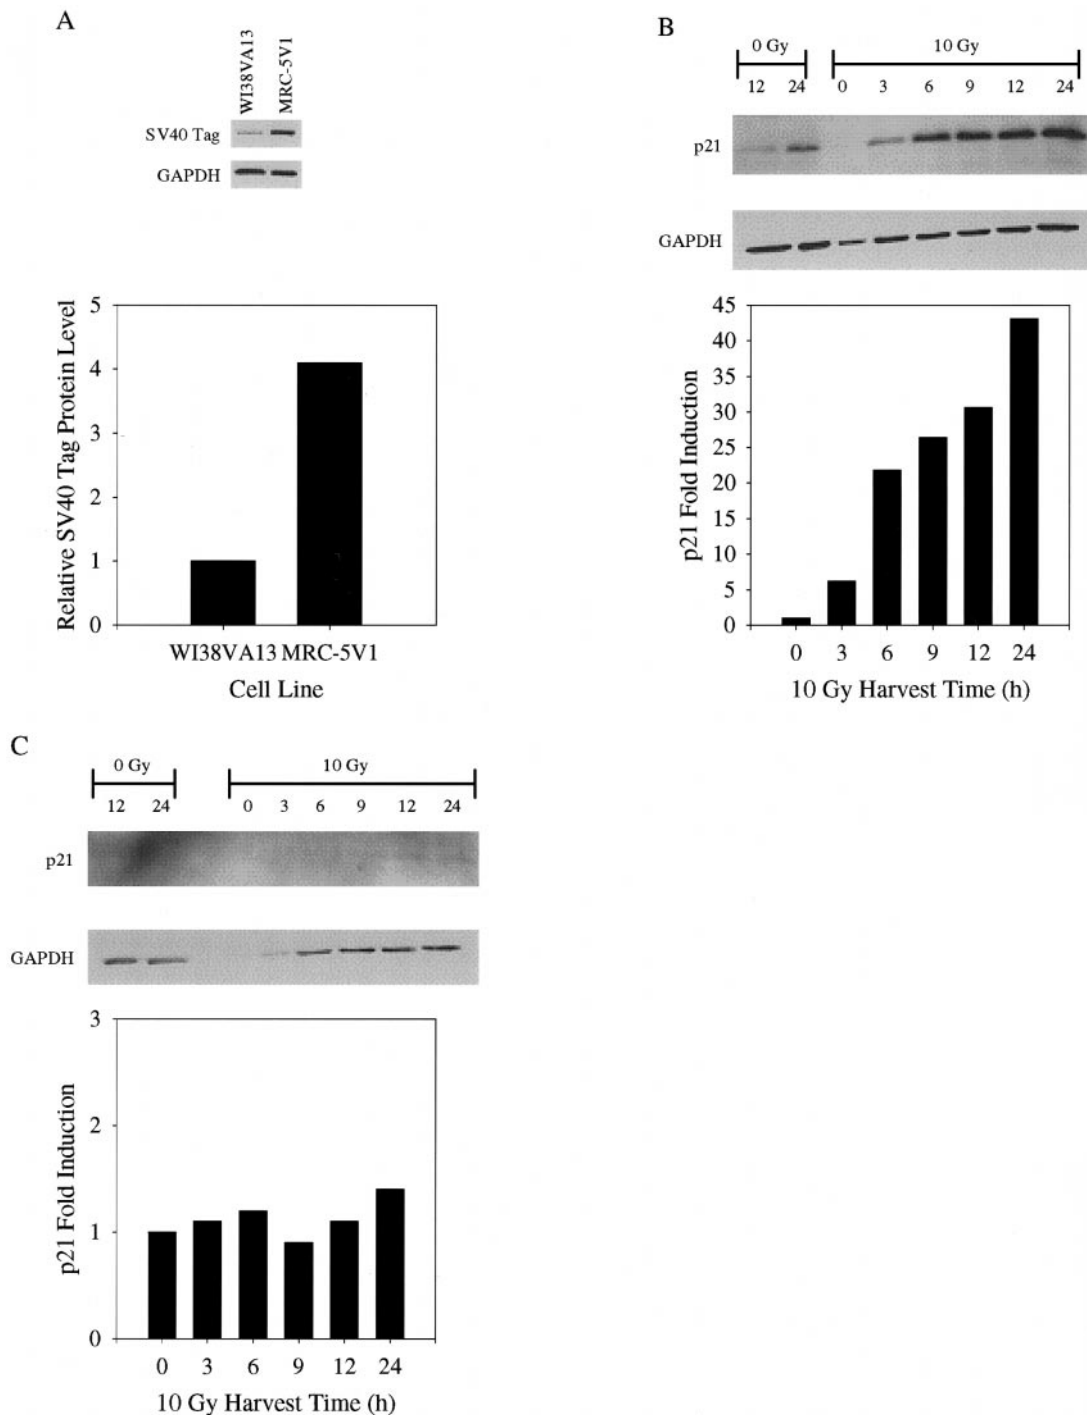 A
WI38VA13
MRC-5V1
SV40 Tag
GAPDH
Relative SV40 Tag Protein Level
5
4
3
2
1
0
WI38VA13 MRC-5V1
Cell Line
B
0 Gy 10 Gy
12 24 0 3 6 9 12 24
p21
GAPDH
p21 Fold Induction
45
40
35
30
25
20
15
10
5
0
0 3 6 9 12 24
10 Gy Harvest Time (h)
C
0 Gy 10 Gy
12 24 0 3 6 9 12 24
p21
GAPDH
p21 Fold Induction
3
2
1
0
0 3 6 9 12 24
10 Gy Harvest Time (h)